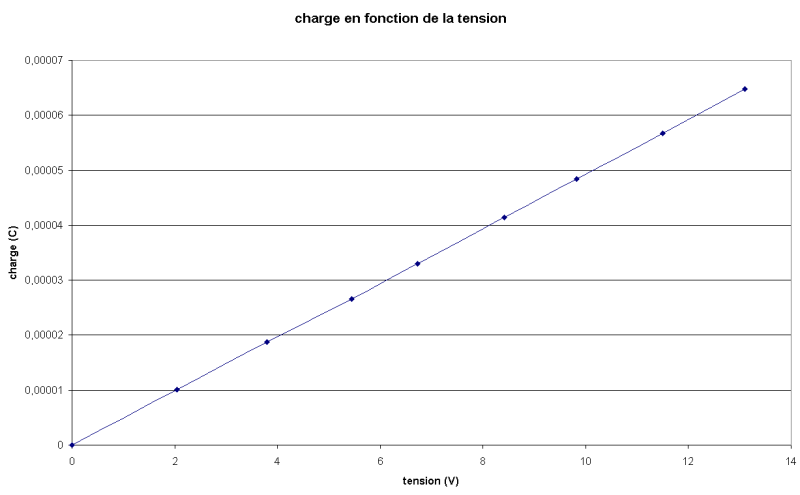 charge en fonction de la tension
0,00007
0,00006
0,00005
0,00004
0,00003
0,00002
0,00001
0
charge (C)
0 2 4 6 8 10 12 14
tension (V)